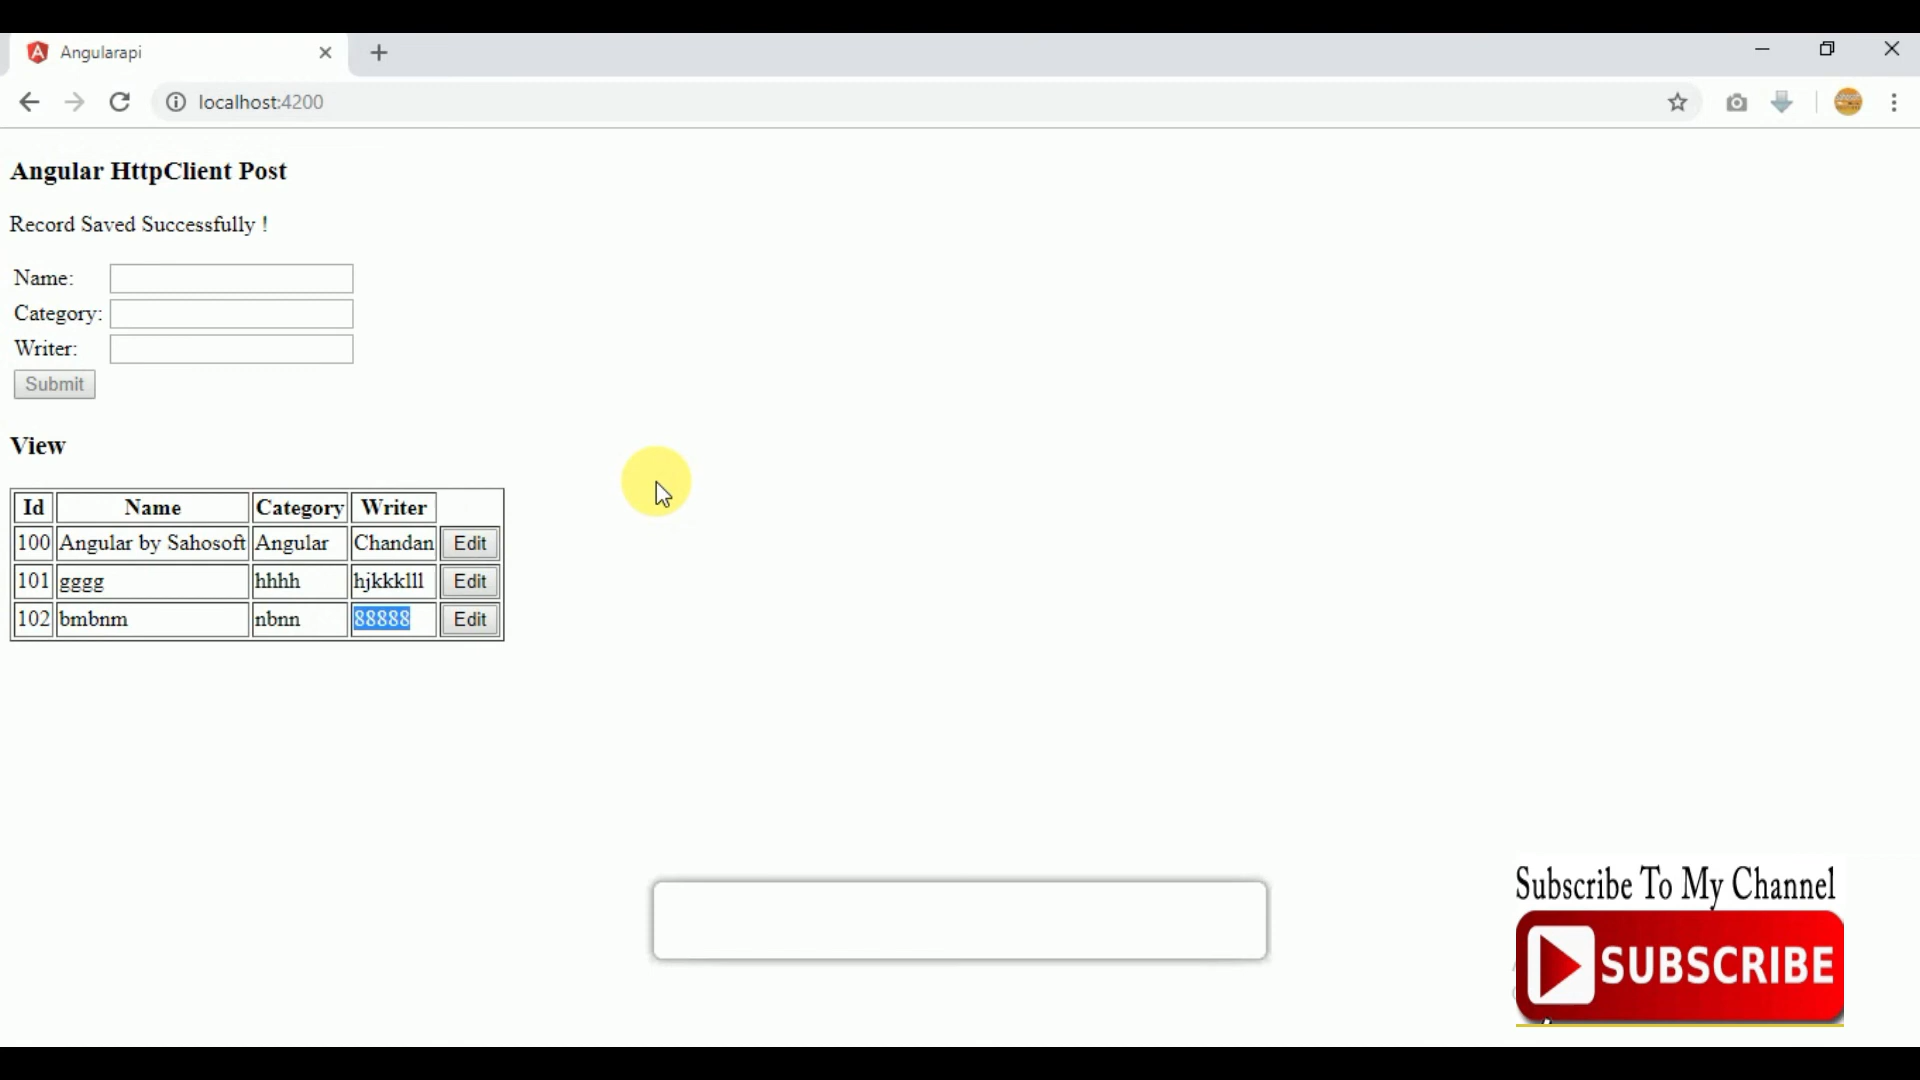 Angularapi
localhost:4200
Angular HttpClient Post
Record Saved Successfully !
Name:
Category:
Writer:
Submit
View
Id Name Category Writer
100 Angular by Sahosoft Angular Chandan Edit
101 gggg hhhh hjkkklll Edit
102 bmbnm nbnn 88888 Edit
Subscribe To My Channel
SUBSCRIBE